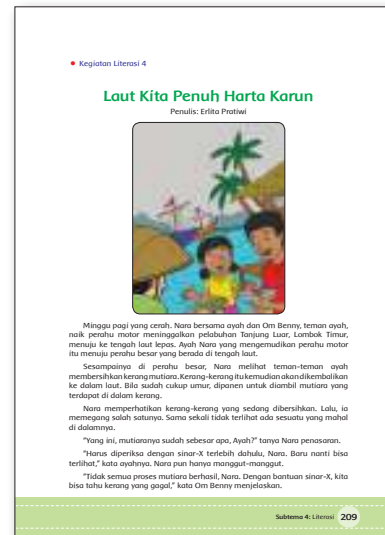 Kegiatan Literasi 4
Laut Kita Penuh Harta Karun
Penulis: Erlita Pratiwi
Minggu pagi yang cerah. Nara bersama ayah dan Om Benny, teman ayah,
naik perahu motor meninggalkan pelabuhan Tanjung Luar, Lombok Timur,
menuju ke tengah laut lepas. Ayah Nara yang mengemudikan perahu motor
itu menuju perahu besar yang berada di tengah laut.
Sesampainya di perahu besar, Nara melihat teman-teman ayah
membersihkan kerang mutiara. Kerang-kerang itu kemudian akan dikembalikan
ke dalam laut. Bila sudah cukup umur, dipanen untuk diambil mutiara yang
terdapat di dalam kerang.
Nara memperhatikan kerang-kerang yang sedang dibersihkan. Lalu, ia
memegang salah satunya. Sama sekali tidak terlihat ada sesuatu yang mahal
di dalamnya.
“Yang ini, mutiaranya sudah sebesar apa, Ayah?” tanya Nara penasaran.
“Harus diperiksa dengan sinar-X terlebih dahulu, Nara. Baru nanti bisa
terlihat,” kata ayahnya. Nara pun hanya manggut-manggut.
“Tidak semua proses mutiara berhasil, Nara. Dengan bantuan sinar-X, kita
bisa tahu kerang yang gagal,” kata Om Benny menjelaskan.
Subtema 4: Literasi 209